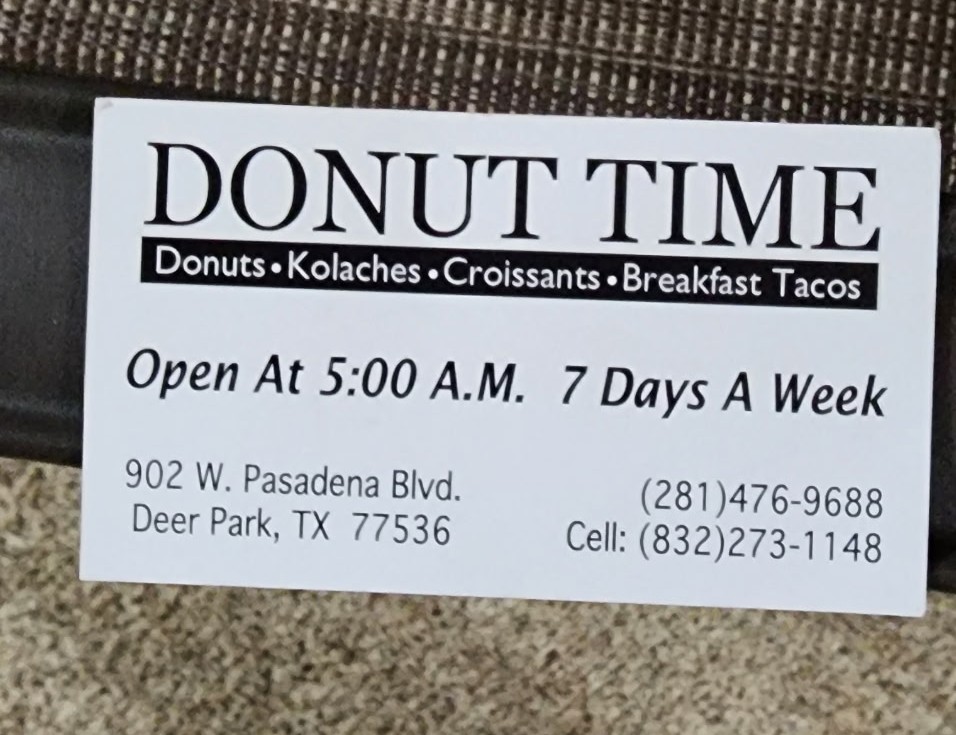 DONUT TIME
Donuts • Kolaches • Croissants • Breakfast Tacos
Open At 5:00 A.M. 7 Days A Week
902 W. Pasadena Blvd.
Deer Park, TX 77536
(281)476-9688
Cell: (832)273-1148